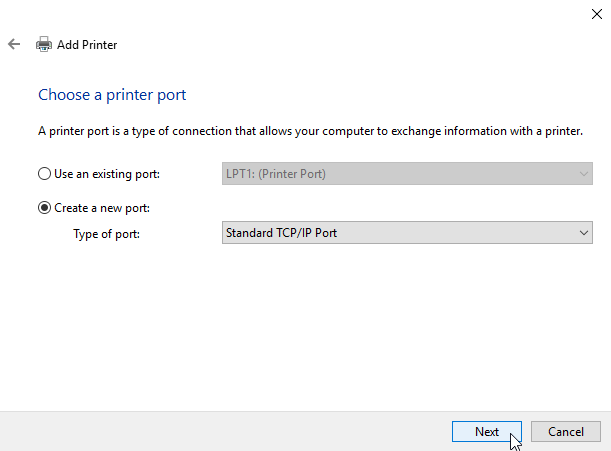 Add Printer
Choose a printer port
A printer port is a type of connection that allows your computer to exchange information with a printer.
Use an existing port: LPT1: (Printer Port)
Create a new port:
Type of port: Standard TCP/IP Port
Next Cancel